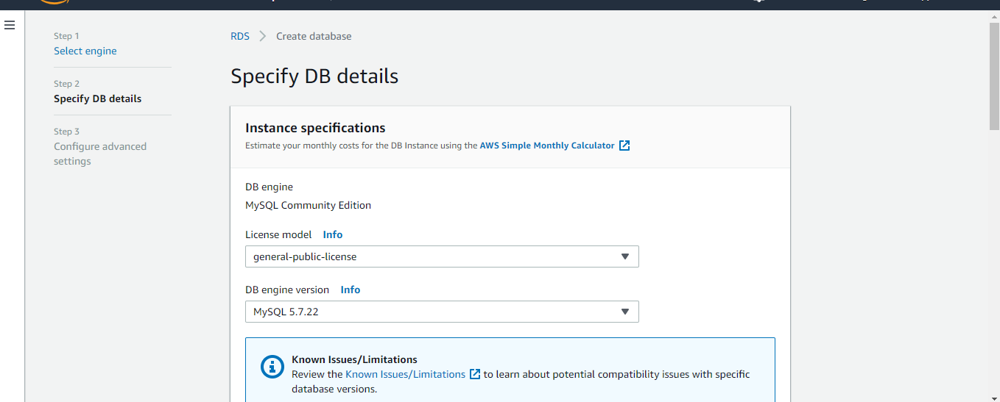 Step 1
Select engine
Step 2
Specify DB details
Step 3
Configure advanced
settings
RDS
Create database
Specify DB details
Instance specifications
Estimate your monthly costs for the DB Instance using the AWS Simple Monthly Calculator
DB engine
MySQL Community Edition
License model Info
general-public-license
DB engine version Info
MySQL 5.7.22
Known Issues/Limitations
Review the Known Issues/Limitations to learn about potential compatibility issues with specific
database versions.